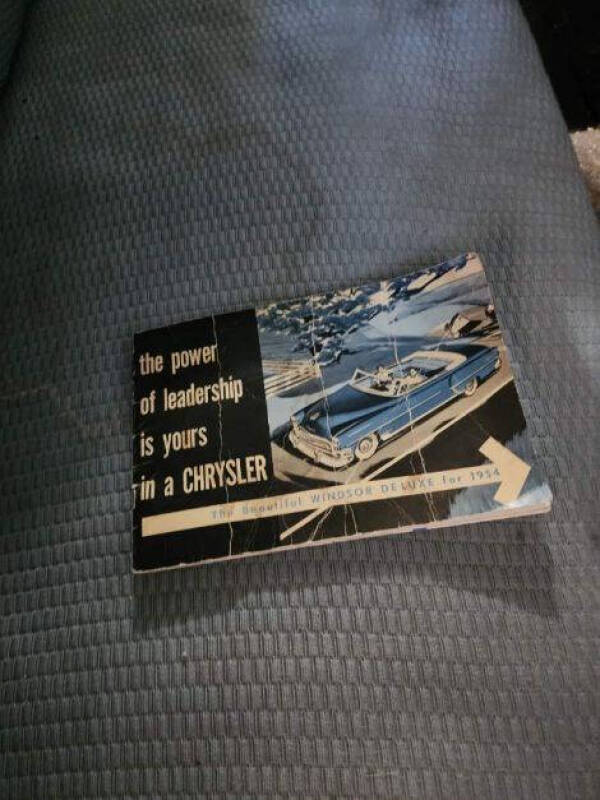 the power
of leadership
is yours
in a CHRYSLER
The Beautiful WINDSOR DELUXE for 1954